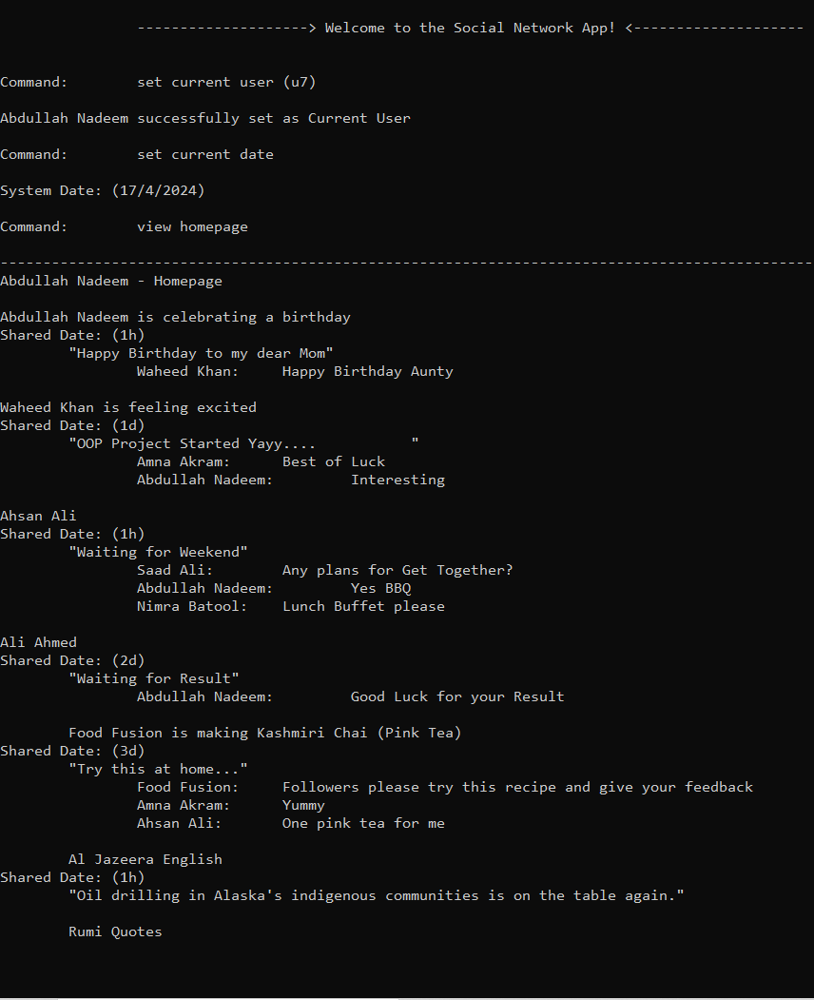 --------------------> Welcome to the Social Network App! <--------------------
Command:        set current user (u7)
Abdullah Nadeem successfully set as Current User
Command:        set current date
System Date: (17/4/2024)
Command:        view homepage
-----------------------------------------------------------------------------------------------
Abdullah Nadeem - Homepage
Abdullah Nadeem is celebrating a birthday
Shared Date: (1h)
        "Happy Birthday to my dear Mom"
                Waheed Khan:     Happy Birthday Aunty
Waheed Khan is feeling excited
Shared Date: (1d)
        "OOP Project Started Yayy....           "
                Amna Akram:      Best of Luck
                Abdullah Nadeem:         Interesting
Ahsan Ali
Shared Date: (1h)
        "Waiting for Weekend"
                Saad Ali:        Any plans for Get Together?
                Abdullah Nadeem:         Yes BBQ
                Nimra Batool:    Lunch Buffet please
Ali Ahmed
Shared Date: (2d)
        "Waiting for Result"
                Abdullah Nadeem:         Good Luck for your Result
        Food Fusion is making Kashmiri Chai (Pink Tea)
Shared Date: (3d)
        "Try this at home..."
                Food Fusion:     Followers please try this recipe and give your feedback
                Amna Akram:      Yummy
                Ahsan Ali:       One pink tea for me
        Al Jazeera English
Shared Date: (1h)
        "Oil drilling in Alaska's indigenous communities is on the table again."
        Rumi Quotes